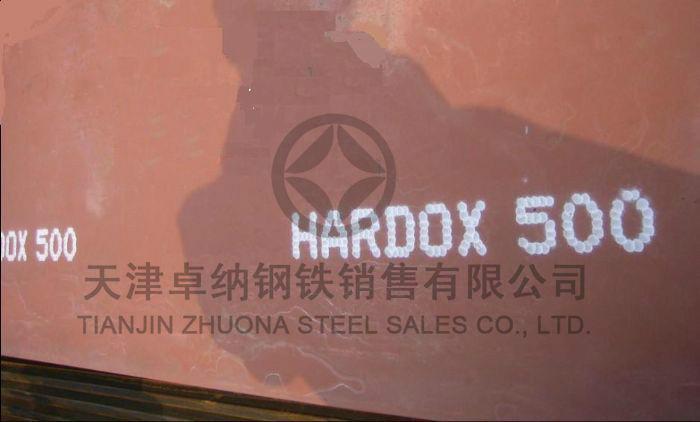 HARDOX 500
OX 500
天津卓纳钢铁销售有限公司
TIANJIN ZHUONA STEEL SALES CO., LTD.